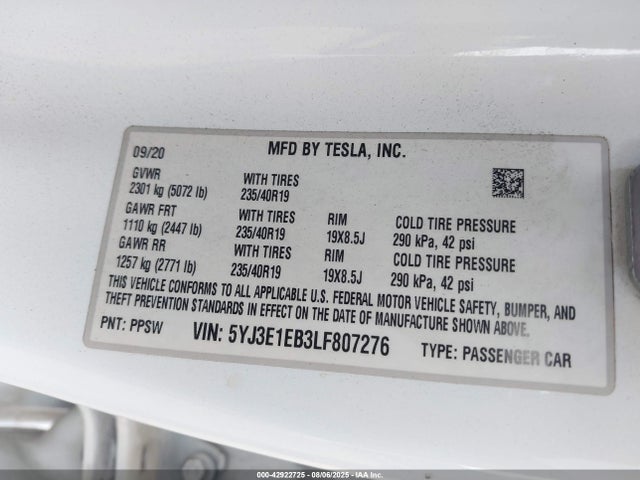 09/20 MFD BY TESLA, INC.
GVWR WITH TIRES
2301 kg (5072 lb) 235/40R19
GAWR FRT WITH TIRES RIM COLD TIRE PRESSURE
1110 kg (2447 lb) 235/40R19 19X8.5J 290 kPa, 42 psi
GAWR RR WITH TIRES RIM COLD TIRE PRESSURE
1257 kg (2771 lb) 235/40R19 19X8.5J 290 kPa, 42 psi
THIS VEHICLE CONFORMS TO ALL APPLICABLE U.S. FEDERAL MOTOR VEHICLE SAFETY, BUMPER, AND
THEFT PREVENTION STANDARDS IN EFFECT ON THE DATE OF MANUFACTURE SHOWN ABOVE.
PNT: PPSW VIN: 5YJ3E1EB3LF807276 TYPE: PASSENGER CAR
000-42922725 08/06/2025 © IAA Inc. All Rights Reserved.